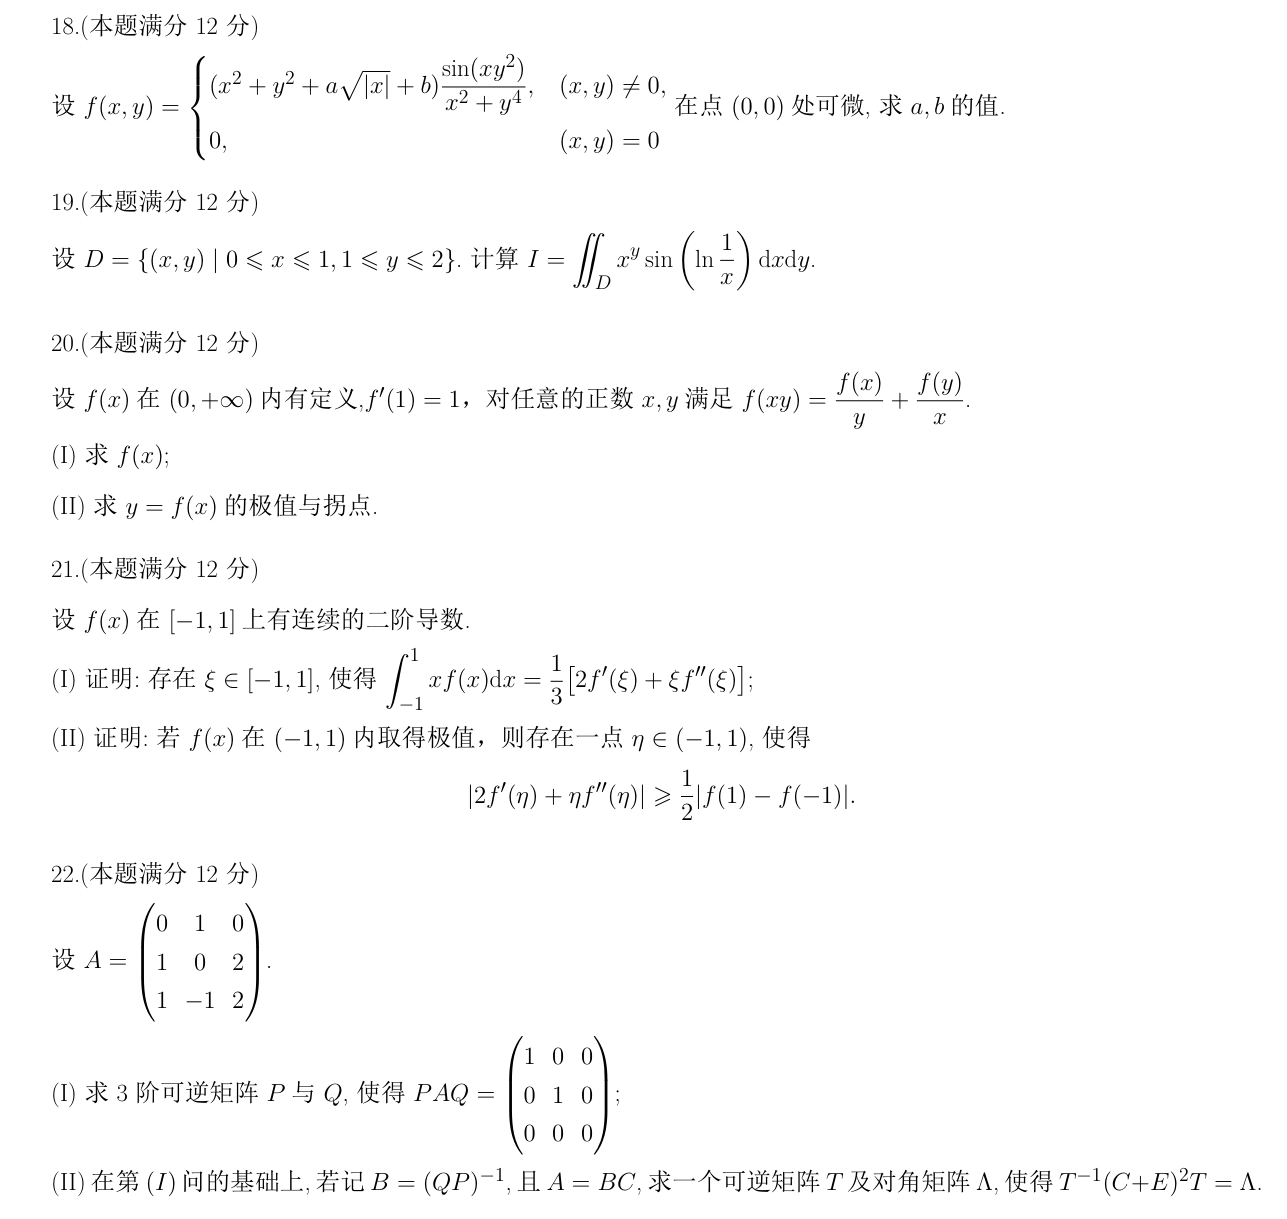 18.(本题满分 12 分)
设 f(x, y) = { (x² + y² + a√|x| + b) sin(xy²)/(x² + y⁴), (x, y) ≠ 0, 0, (x, y) = 0 在点 (0, 0) 处可微, 求 a, b 的值.
19.(本题满分 12 分)
设 D = {(x, y) | 0 ⩽ x ⩽ 1, 1 ⩽ y ⩽ 2}. 计算 I = ∬_D x^y sin (ln 1/x) dxdy.
20.(本题满分 12 分)
设 f(x) 在 (0, +∞) 内有定义,f′(1) = 1，对任意的正数 x, y 满足 f(xy) = f(x)/y + f(y)/x.
(I) 求 f(x);
(II) 求 y = f(x) 的极值与拐点.
21.(本题满分 12 分)
设 f(x) 在 [−1, 1] 上有连续的二阶导数.
(I) 证明: 存在 ξ ∈ [−1, 1], 使得 ∫_{−1}^{1} xf(x)dx = 1/3 [2f′(ξ) + ξf″(ξ)];
(II) 证明: 若 f(x) 在 (−1, 1) 内取得极值，则存在一点 η ∈ (−1, 1), 使得
|2f′(η) + ηf″(η)| ⩾ 1/2 |f(1) − f(−1)|.
22.(本题满分 12 分)
设 A = (0 1 0
1 0 2
1 −1 2).
(I) 求 3 阶可逆矩阵 P 与 Q, 使得 PAQ = (1 0 0
0 1 0
0 0 0);
(II) 在第 (I) 问的基础上, 若记 B = (QP)⁻¹, 且 A = BC, 求一个可逆矩阵 T 及对角矩阵 Λ, 使得 T⁻¹(C+E)²T = Λ.